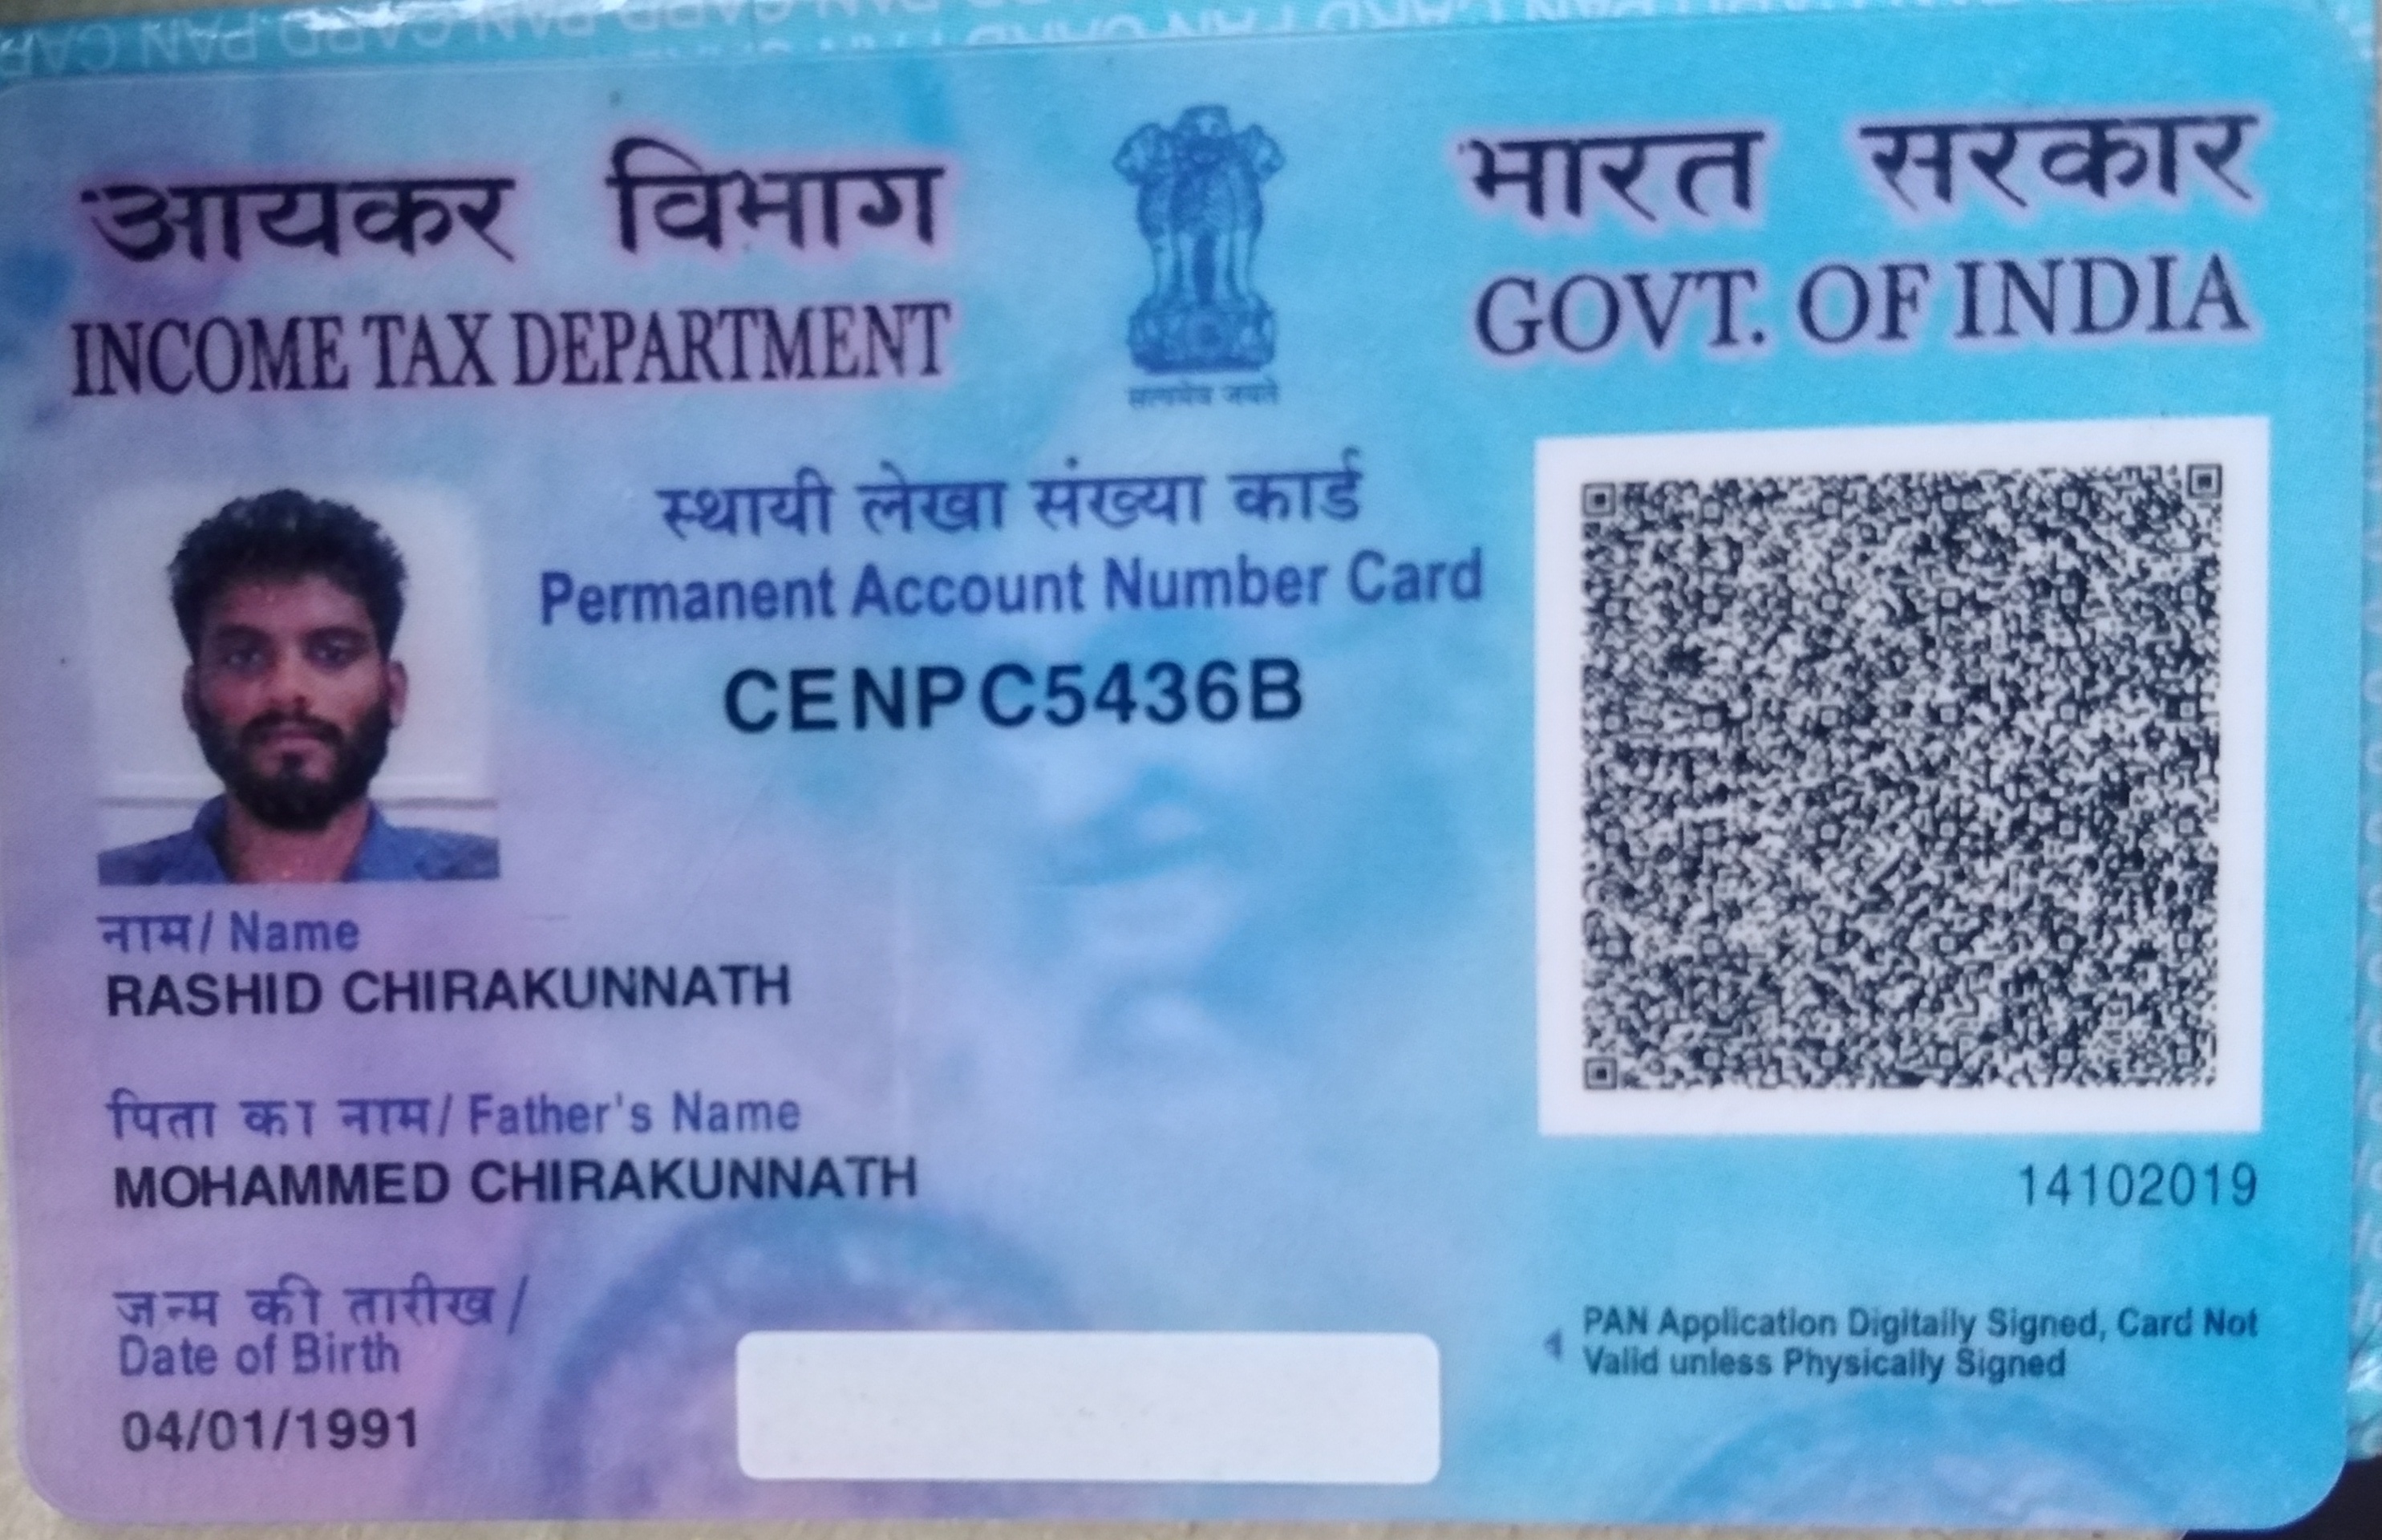 आयकर विभाग
INCOME TAX DEPARTMENT
सत्यमेव जयते
भारत सरकार
GOVT. OF INDIA
स्थायी लेखा संख्या कार्ड
Permanent Account Number Card
CENPC5436B
नाम / Name
RASHID CHIRAKUNNATH
पिता का नाम / Father's Name
MOHAMMED CHIRAKUNNATH
जन्म की तारीख /
Date of Birth
04/01/1991
14102019
PAN Application Digitally Signed, Card Not
Valid unless Physically Signed